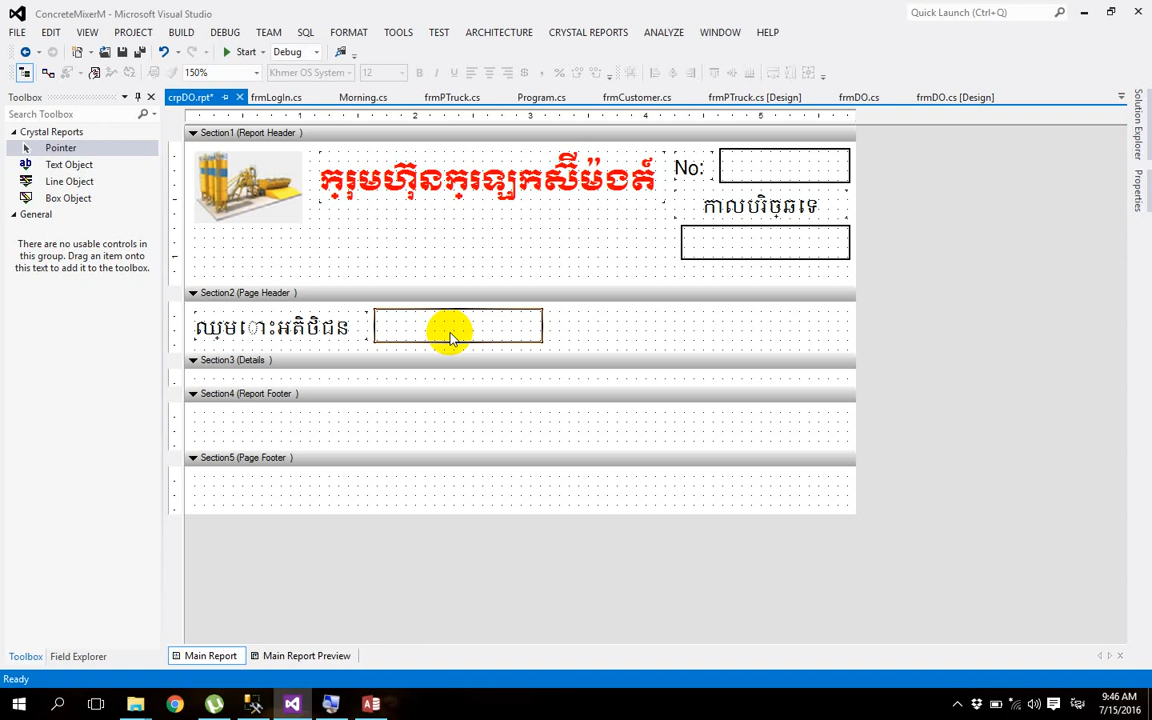 ConcreteMixerM - Microsoft Visual Studio
Quick Launch (Ctrl+Q)
FILE EDIT VIEW PROJECT BUILD DEBUG TEAM SQL FORMAT TOOLS TEST ARCHITECTURE CRYSTAL REPORTS ANALYZE WINDOW HELP
Start Debug
150% Khmer OS System 12 B I U
Toolbox
crpDO.rpt* frmLogIn.cs Morning.cs frmPTruck.cs Program.cs frmCustomer.cs frmPTruck.cs [Design] frmDO.cs frmDO.cs [Design]
Search Toolbox
1 2 3 4 5
Crystal Reports
Pointer
Text Object
Line Object
Box Object
General
There are no usable controls in
this group. Drag an item onto
this text to add it to the toolbox.
Section1 (Report Header )
ក្រុមហ៊ុនក្រឡុកស៊ីម៉ងត៍
No:
កាលបរិច្ឆទេ
Section2 (Page Header )
ឈ្មោះអតិថិជន
Section3 (Details )
Section4 (Report Footer )
Section5 (Page Footer )
Solution Explorer
Properties
Toolbox Field Explorer
Main Report Main Report Preview
Ready
9:46 AM
7/15/2016